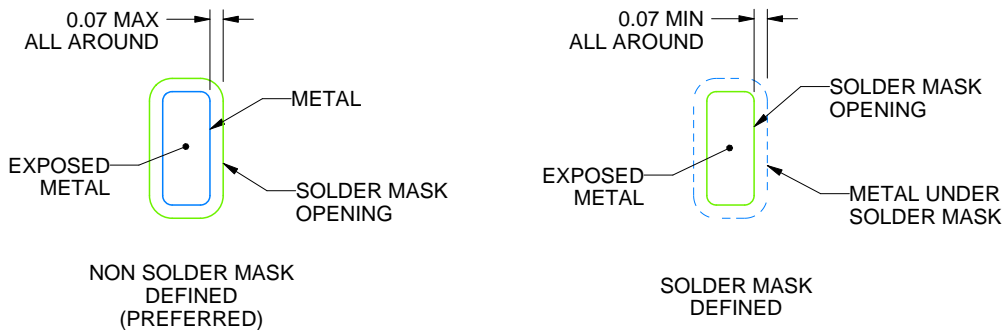 0.07 MAX
ALL AROUND
METAL
EXPOSED
METAL
SOLDER MASK
OPENING
NON SOLDER MASK
DEFINED
(PREFERRED)
0.07 MIN
ALL AROUND
SOLDER MASK
OPENING
EXPOSED
METAL
METAL UNDER
SOLDER MASK
SOLDER MASK
DEFINED